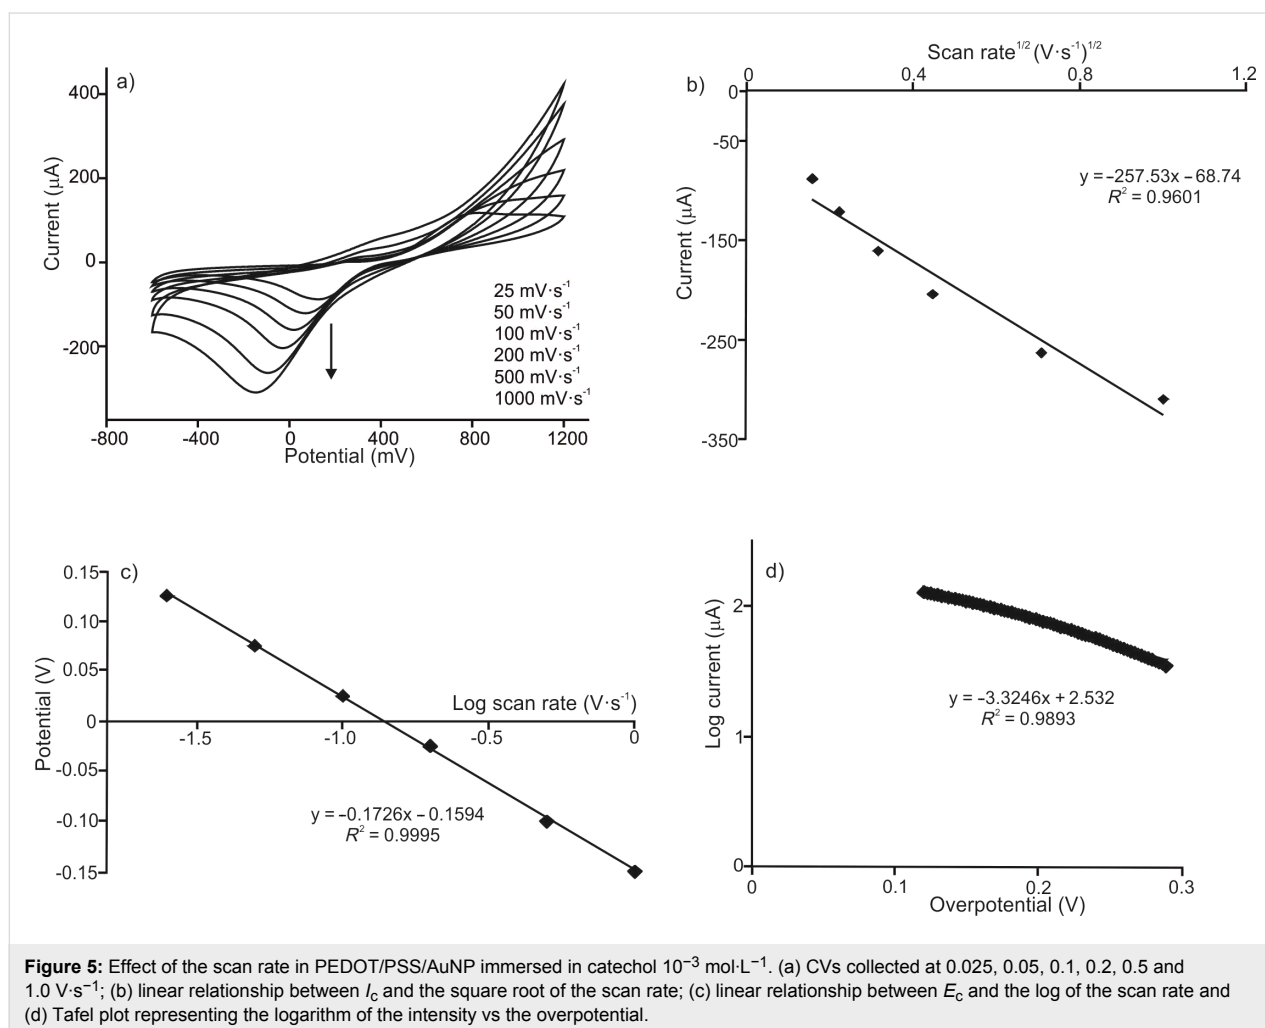 a)
400
200
0
-200
Current (μA)
-800 -400 0 400 800 1200
Potential (mV)
25 mV·s⁻¹
50 mV·s⁻¹
100 mV·s⁻¹
200 mV·s⁻¹
500 mV·s⁻¹
1000 mV·s⁻¹
b)
Scan rate¹ᐟ² (V·s⁻¹)¹ᐟ²
0 0.4 0.8 1.2
0
-50
-150
-250
-350
Current (μA)
y = –257.53x – 68.74
R² = 0.9601
c)
0.15
0.10
0.05
0
-0.05
-0.10
-0.15
Potential (V)
Log scan rate (V·s⁻¹)
-1.5 -1.0 -0.5 0
y = –0.1726x – 0.1594
R² = 0.9995
d)
2
1
0
Log current (μA)
y = –3.3246x + 2.532
R² = 0.9893
0 0.1 0.2 0.3
Overpotential (V)
Figure 5: Effect of the scan rate in PEDOT/PSS/AuNP immersed in catechol 10⁻³ mol·L⁻¹. (a) CVs collected at 0.025, 0.05, 0.1, 0.2, 0.5 and
1.0 V·s⁻¹; (b) linear relationship between Ic and the square root of the scan rate; (c) linear relationship between Ec and the log of the scan rate and
(d) Tafel plot representing the logarithm of the intensity vs the overpotential.